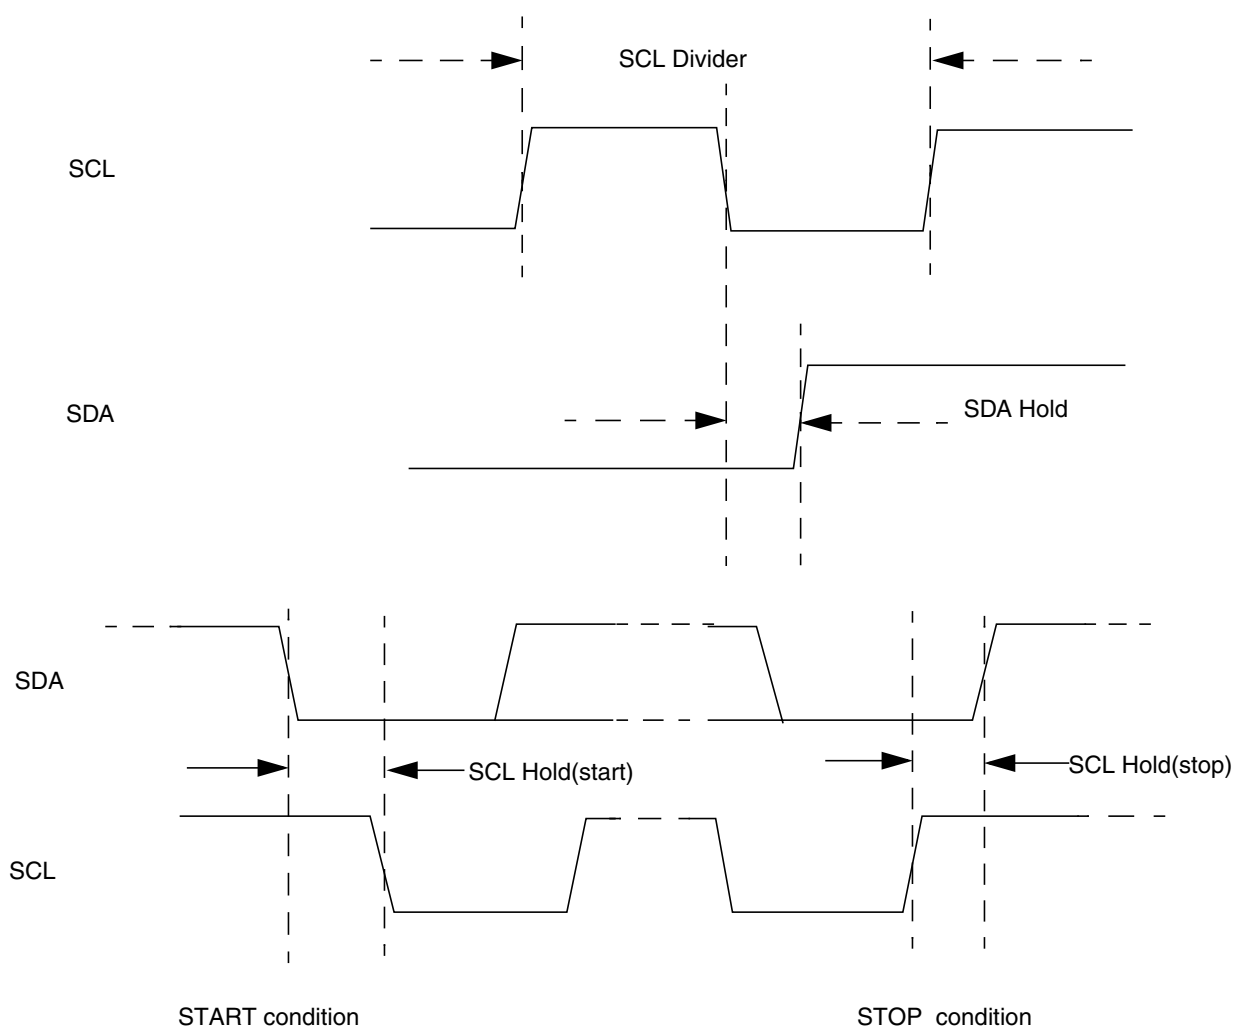 SCL Divider
SCL
SDA
SDA Hold
SDA
SCL Hold(start)
SCL Hold(stop)
SCL
START condition
STOP condition